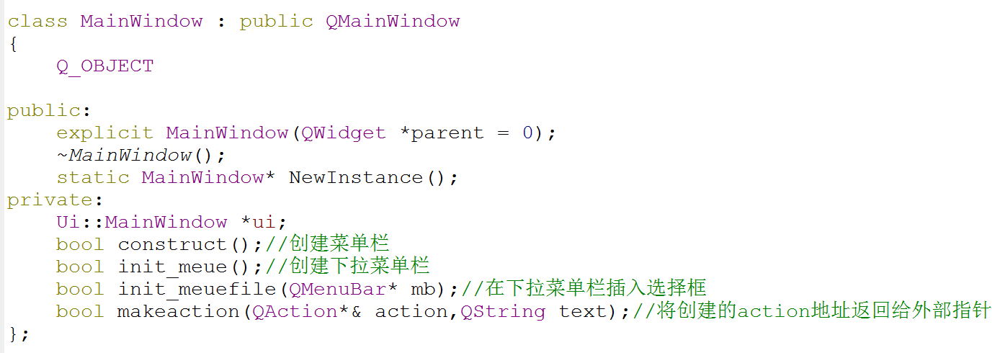 class MainWindow : public QMainWindow
{
    Q_OBJECT

public:
    explicit MainWindow(QWidget *parent = 0);
    ~MainWindow();
    static MainWindow* NewInstance();
private:
    Ui::MainWindow *ui;
    bool construct();//创建菜单栏
    bool init_meue();//创建下拉菜单栏
    bool init_meuefile(QMenuBar* mb);//在下拉菜单栏插入选择框
    bool makeaction(QAction*& action,QString text);//将创建的action地址返回给外部指针
};